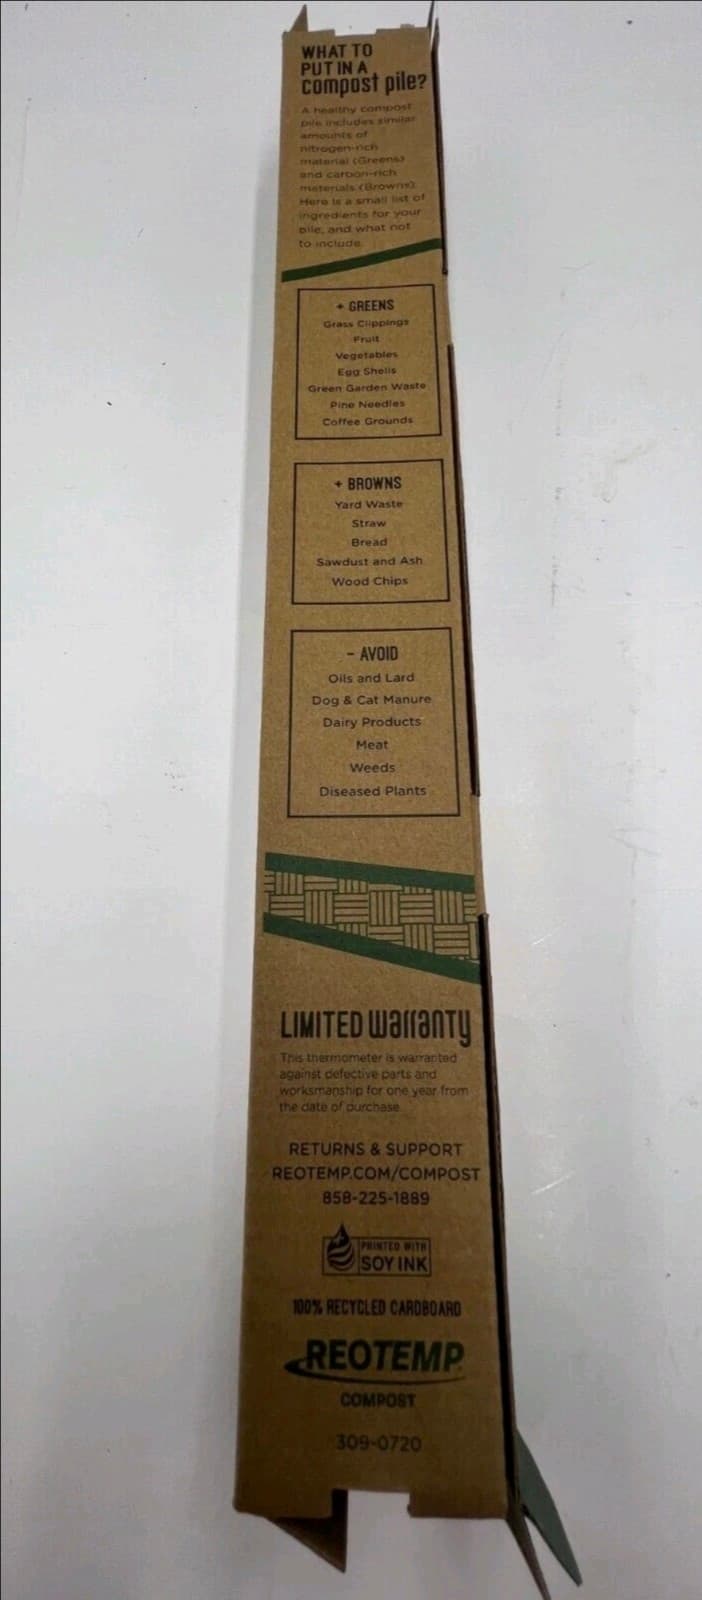 WHAT TO
PUT IN A
compost pile?
A healthy compost
pile includes similar
amounts of
nitrogen-rich
material (Greens)
and carbon-rich
materials (Browns).
Here is a small list of
ingredients for your
pile, and what not
to include.
+ GREENS
Grass Clippings
Fruit
Vegetables
Egg Shells
Green Garden Waste
Pine Needles
Coffee Grounds
+ BROWNS
Yard Waste
Straw
Bread
Sawdust and Ash
Wood Chips
- AVOID
Oils and Lard
Dog & Cat Manure
Dairy Products
Meat
Weeds
Diseased Plants
LIMITED warranty
This thermometer is warranted
against defective parts and
worksmanship for one year from
the date of purchase.
RETURNS & SUPPORT
REOTEMP.COM/COMPOST
858-225-1889
PRINTED WITH
SOY INK
100% RECYCLED CARDBOARD
REOTEMP
COMPOST
309-0720